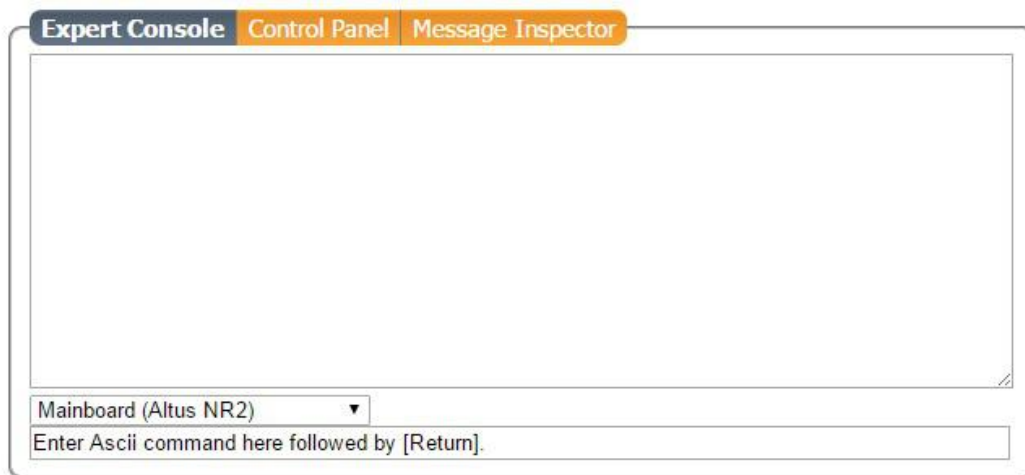 Expert Console Control Panel Message Inspector
Mainboard (Altus NR2)
Enter Ascii command here followed by [Return].